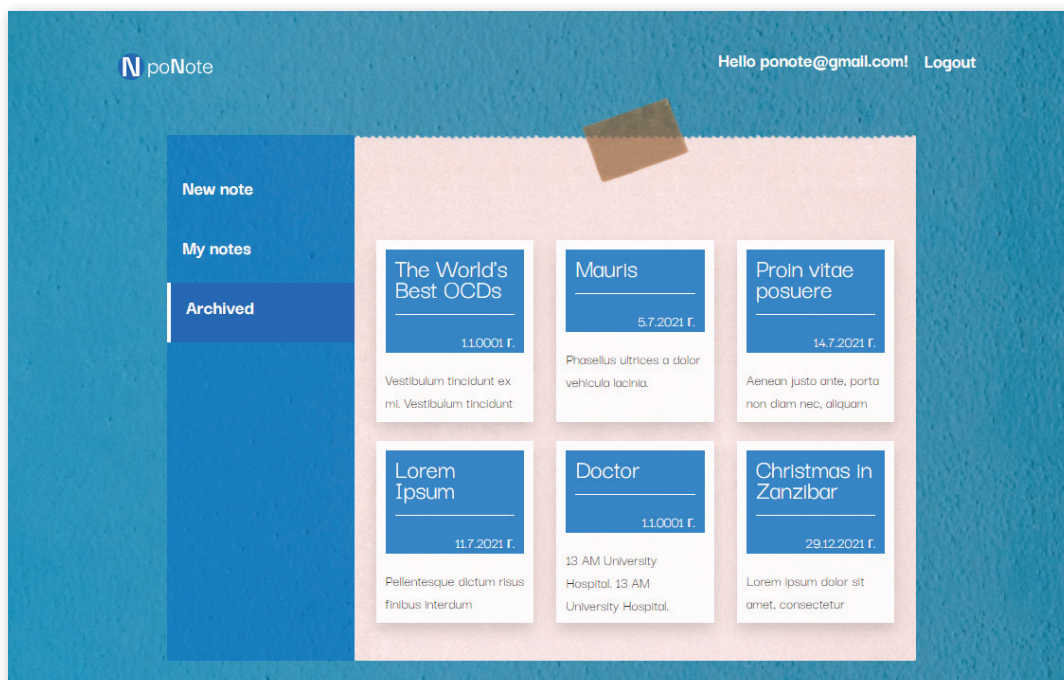 N poNote
Hello ponote@gmail.com! Logout
New note
My notes
Archived
The World's
Best OCDs
1.1.0001 г.
Vestibulum tincidunt ex
mi. Vestibulum tincidunt
Mauris
5.7.2021 г.
Phasellus ultrices a dolor
vehicula lacinia.
Proin vitae
posuere
14.7.2021 г.
Aenean justo ante, porta
non diam nec, aliquam
Lorem
Ipsum
11.7.2021 г.
Pellentesque dictum risus
finibus interdum
Doctor
1.1.0001 г.
13 AM University
Hospital. 13 AM
University Hospital.
Christmas in
Zanzibar
29.12.2021 г.
Lorem ipsum dolor sit
amet, consectetur